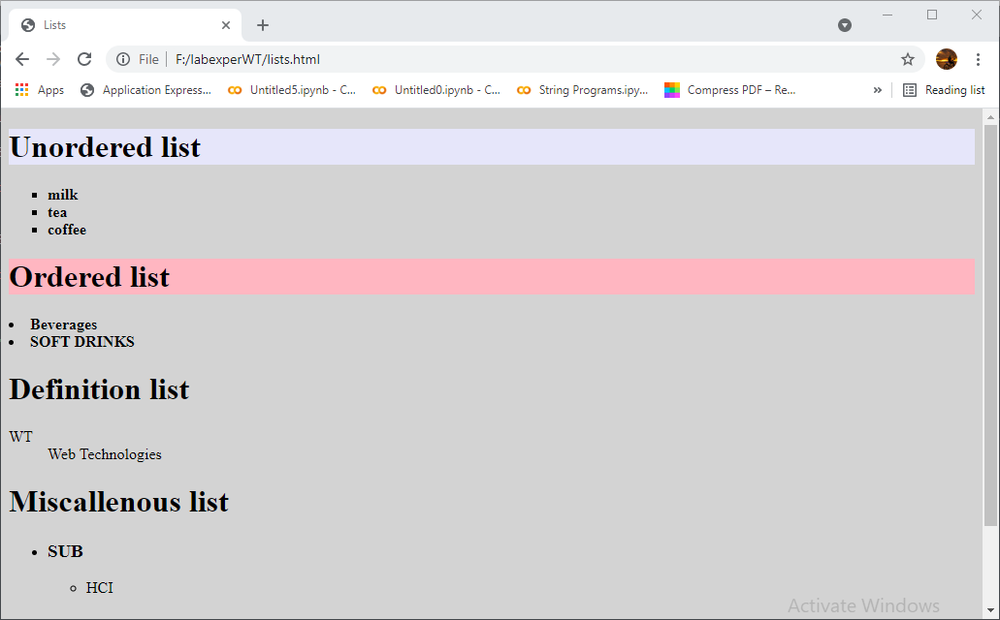 Lists
File F:/labexperWT/lists.html
Apps Application Express... Untitled5.ipynb - C... Untitled0.ipynb - C... String Programs.ipy... Compress PDF – Re... » Reading list
Unordered list
milk
tea
coffee
Ordered list
Beverages
SOFT DRINKS
Definition list
WT
Web Technologies
Miscallenous list
SUB
HCI
Activate Windows